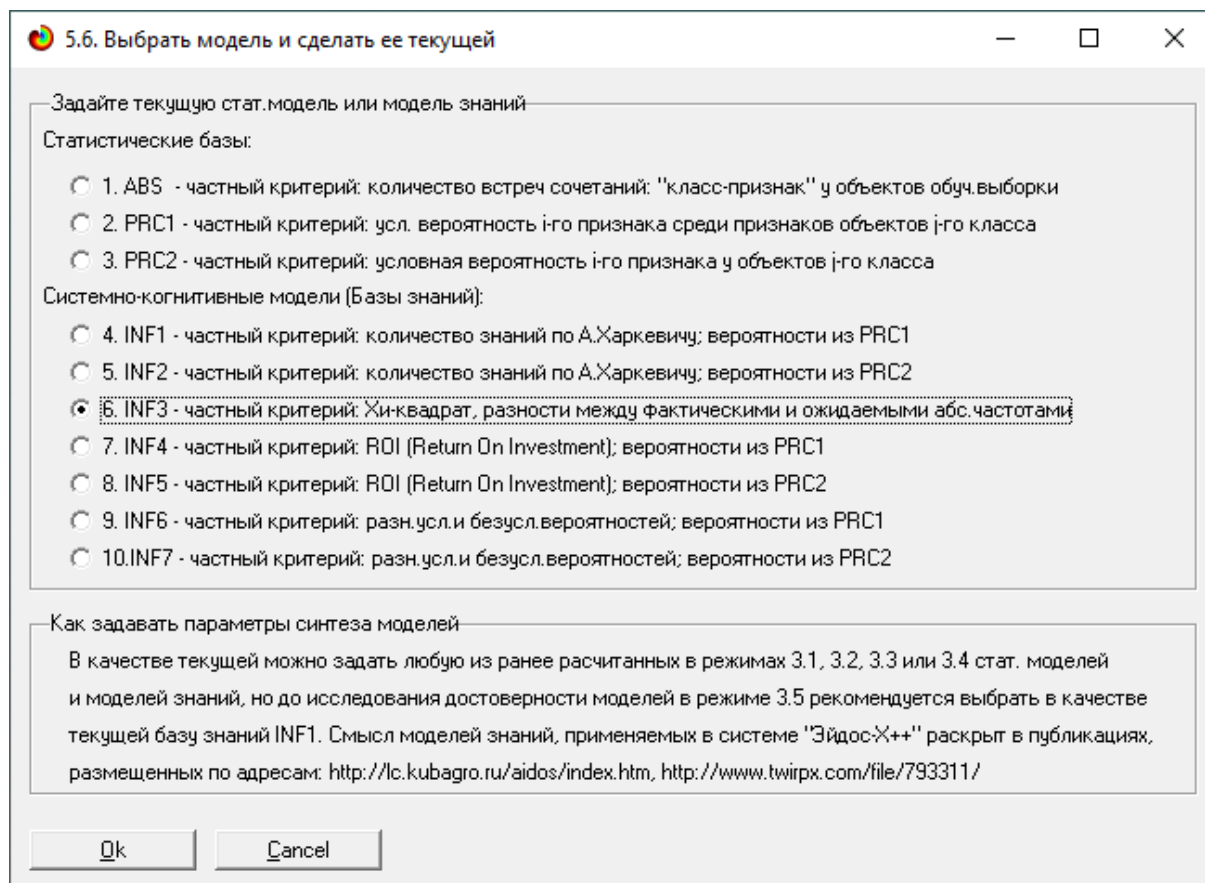 5.6. Выбрать модель и сделать ее текущей
Задайте текущую стат.модель или модель знаний
Статистические базы:
1. ABS - частный критерий: количество встреч сочетаний: "класс-признак" у объектов обуч.выборки
2. PRC1 - частный критерий: усл. вероятность i-го признака среди признаков объектов j-го класса
3. PRC2 - частный критерий: условная вероятность i-го признака у объектов j-го класса
Системно-когнитивные модели (Базы знаний):
4. INF1 - частный критерий: количество знаний по А.Харкевичу; вероятности из PRC1
5. INF2 - частный критерий: количество знаний по А.Харкевичу; вероятности из PRC2
6. INF3 - частный критерий: Хи-квадрат, разности между фактическими и ожидаемыми абс.частотами
7. INF4 - частный критерий: ROI (Return On Investment); вероятности из PRC1
8. INF5 - частный критерий: ROI (Return On Investment); вероятности из PRC2
9. INF6 - частный критерий: разн.усл.и безусл.вероятностей; вероятности из PRC1
10.INF7 - частный критерий: разн.усл.и безусл.вероятностей; вероятности из PRC2
Как задавать параметры синтеза моделей
В качестве текущей можно задать любую из ранее расчитанных в режимах 3.1, 3.2, 3.3 или 3.4 стат. моделей
и моделей знаний, но до исследования достоверности моделей в режиме 3.5 рекомендуется выбрать в качестве
текущей базу знаний INF1. Смысл моделей знаний, применяемых в системе "Эйдос-Х++" раскрыт в публикациях,
размещенных по адресам: http://lc.kubagro.ru/aidos/index.htm, http://www.twirpx.com/file/793311/
Ok
Cancel